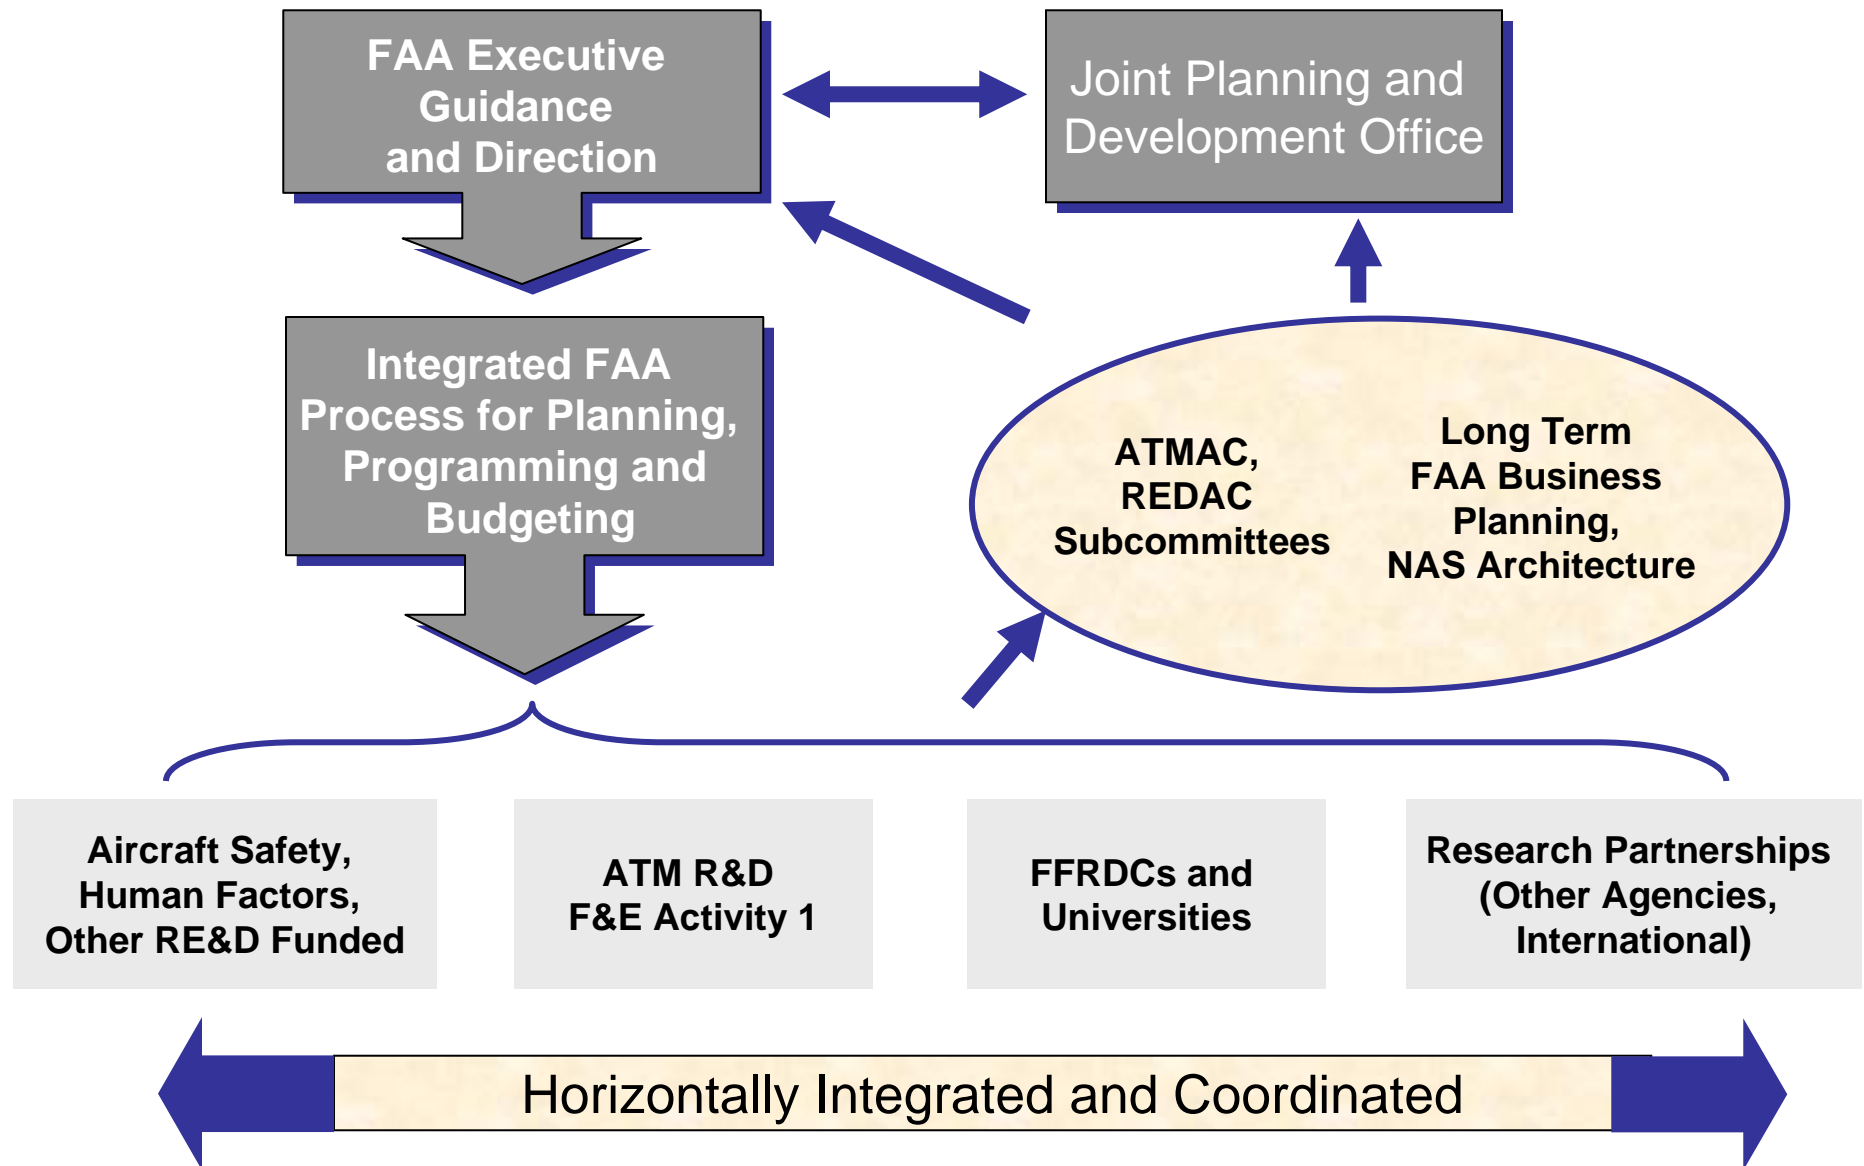 FAA Executive
Guidance
and Direction
Joint Planning and
Development Office
Integrated FAA
Process for Planning,
Programming and
Budgeting
ATMAC,
REDAC
Subcommittees
Long Term
FAA Business
Planning,
NAS Architecture
Aircraft Safety,
Human Factors,
Other RE&D Funded
ATM R&D
F&E Activity 1
FFRDCs and
Universities
Research Partnerships
(Other Agencies,
International)
Horizontally Integrated and Coordinated